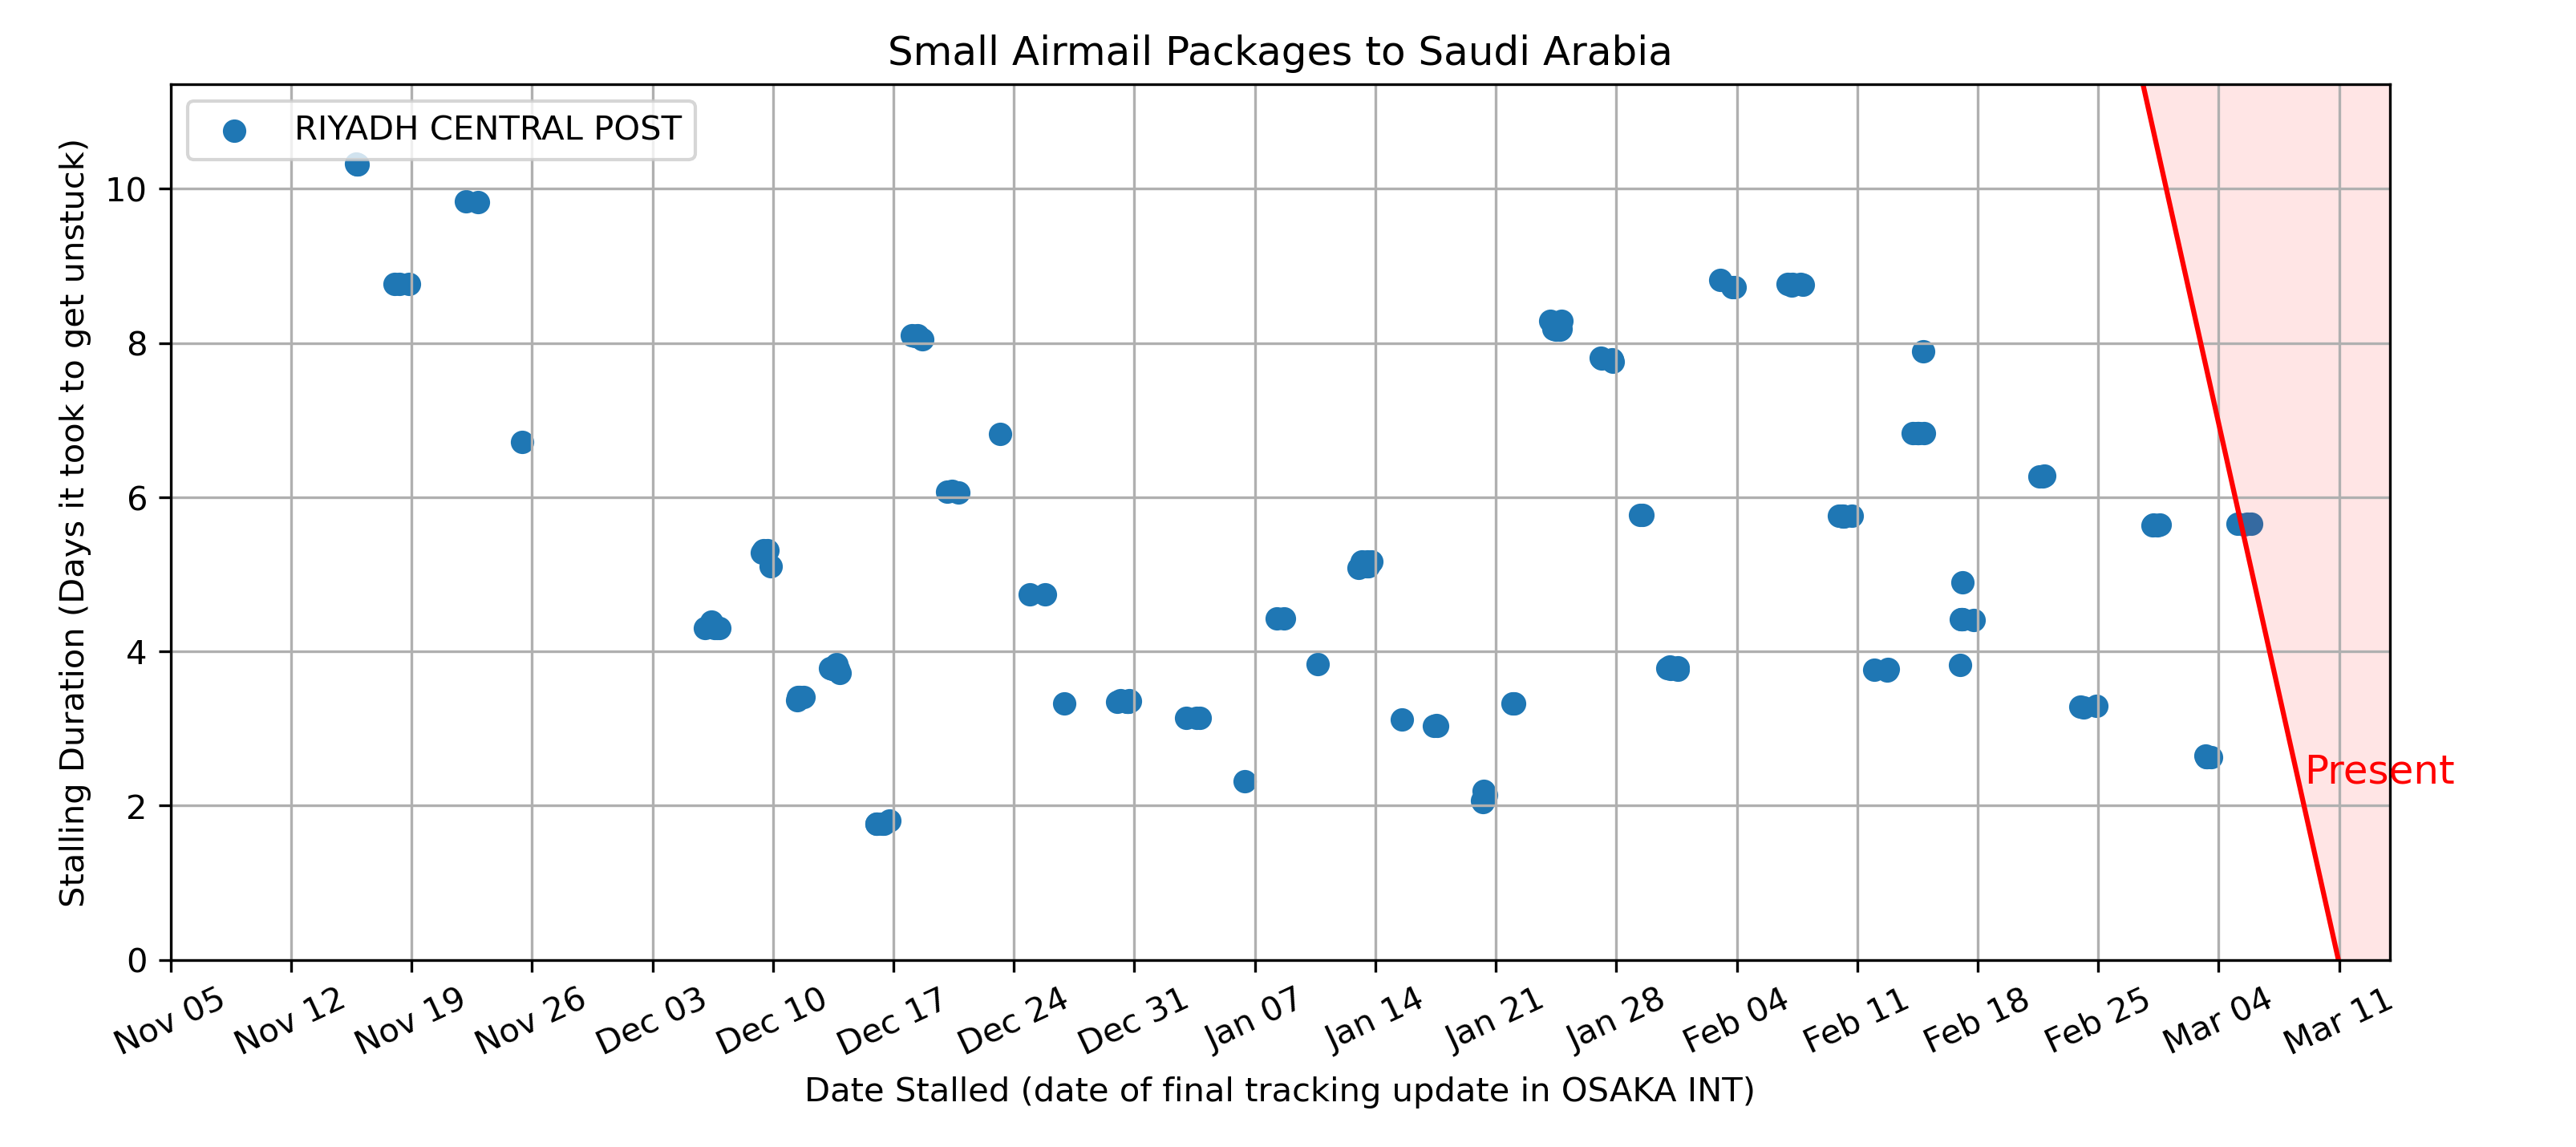 Small Airmail Packages to Saudi Arabia
RIYADH CENTRAL POST
Stalling Duration (Days it took to get unstuck)
10
8
6
4
2
0
Present
Nov 05
Nov 12
Nov 19
Nov 26
Dec 03
Dec 10
Dec 17
Dec 24
Dec 31
Jan 07
Jan 14
Jan 21
Jan 28
Feb 04
Feb 11
Feb 18
Feb 25
Mar 04
Mar 11
Date Stalled (date of final tracking update in OSAKA INT)